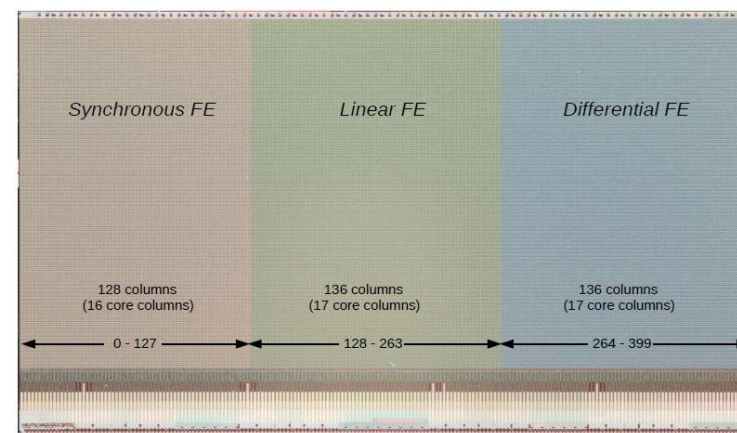 Synchronous FE
Linear FE
Differential FE
128 columns
(16 core columns)
136 columns
(17 core columns)
136 columns
(17 core columns)
0 - 127
128 - 263
264 - 399